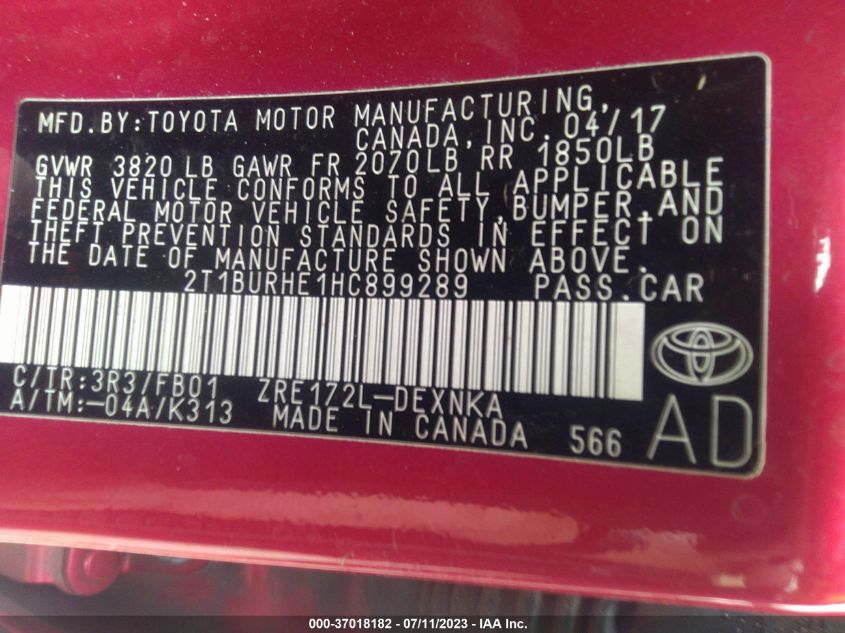 MFD.BY:TOYOTA MOTOR MANUFACTURING,
CANADA,INC. 04/17
GVWR 3820 LB GAWR FR 2070LB RR 1850LB
THIS VEHICLE CONFORMS TO ALL APPLICABLE
FEDERAL MOTOR VEHICLE SAFETY,BUMPER,AND
THEFT PREVENTION STANDARDS IN EFFECT ON
THE DATE OF MANUFACTURE SHOWN ABOVE.
2T1BURHE1HC899289 PASS.CAR
C/TR:3R3/FB01 ZRE172L-DEXNKA
A/TM:-04A/K313 MADE IN CANADA 566 AD
000-37018182 - 07/11/2023 - IAA Inc.